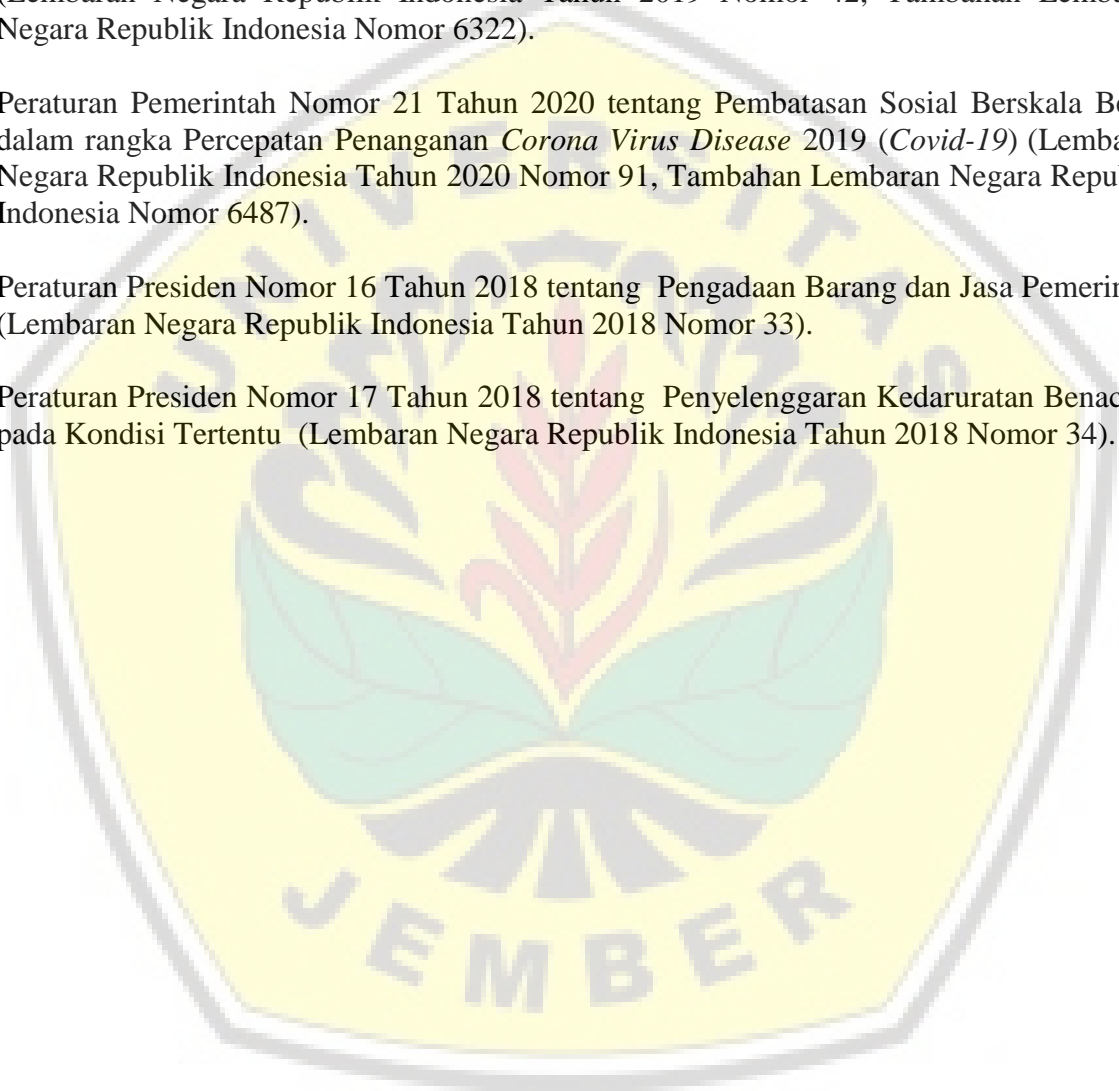 (Lembaran Negara Republik Indonesia Tahun 2019 Nomor 42, Tambahan
Negara Republik Indonesia Nomor 6322).
Peraturan Pemerintah Nomor 21 Tahun 2020 tentang Pembatasan Sosial Berskala
dalam rangka Percepatan Penanganan Corona Virus Disease 2019 (Covid-19)
Negara Republik Indonesia Tahun 2020 Nomor 91, Tambahan Lembaran Negara
Indonesia Nomor 6487).
Peraturan Presiden Nomor 16 Tahun 2018 tentang Pengadaan Barang dan Jasa
(Lembaran Negara Republik Indonesia Tahun 2018 Nomor 33).
Peraturan Presiden Nomor 17 Tahun 2018 tentang Penyelenggaran Kedaruratan
pada Kondisi Tertentu (Lembaran Negara Republik Indonesia Tahun 2018 Nomor 34).
UNIVERSITAS
JEMBER